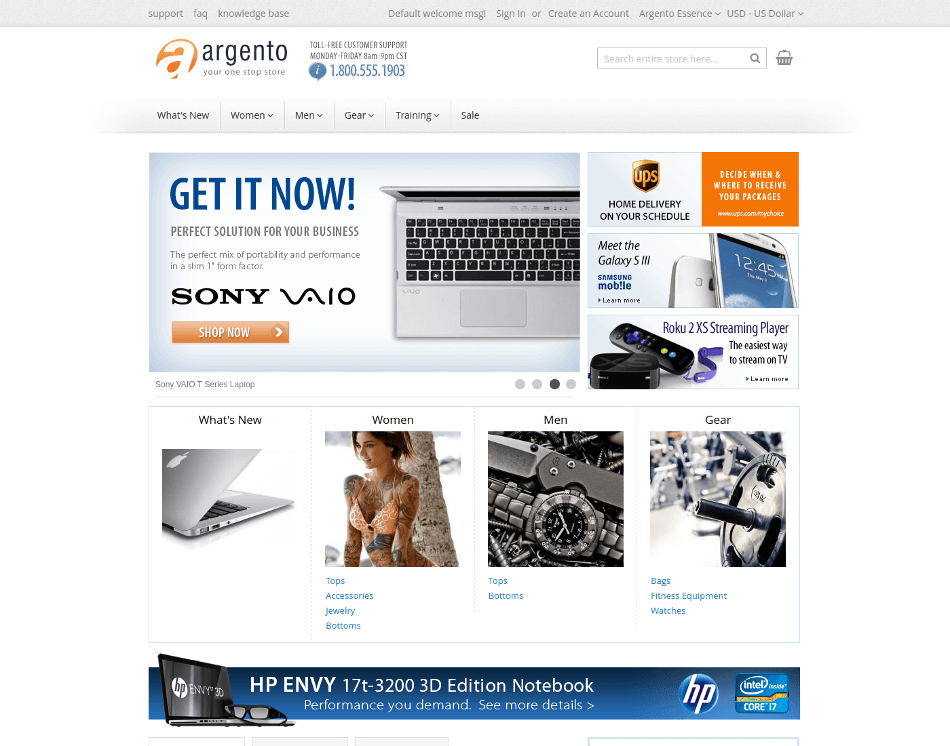 support faq knowledge base
Default welcome msg! Sign In or Create an Account Argento Essence USD - US Dollar
argento
your one stop store
TOLL-FREE CUSTOMER SUPPORT
MONDAY-FRIDAY 8am-9pm CST
i 1.800.555.1903
Search entire store here...
What's New Women Men Gear Training Sale
GET IT NOW!
PERFECT SOLUTION FOR YOUR BUSINESS
The perfect mix of portability and performance
in a slim 1" form factor.
SONY VAIO
SHOP NOW
VAIO
Sony VAIO T Series Laptop
ups
HOME DELIVERY
ON YOUR SCHEDULE
DECIDE WHEN &
WHERE TO RECEIVE
YOUR PACKAGES
www.ups.com/mychoice
Meet the
Galaxy S III
SAMSUNG
mobile
Learn more
12:45
Roku 2 XS Streaming Player
The easiest way
to stream on TV
Learn more
What's New
Women
Tops
Accessories
Jewelry
Bottoms
Men
Tops
Bottoms
Gear
Bags
Fitness Equipment
Watches
hp ENVY 3D
HP ENVY 17t-3200 3D Edition Notebook
Performance you demand. See more details >
hp
intel inside
CORE i7